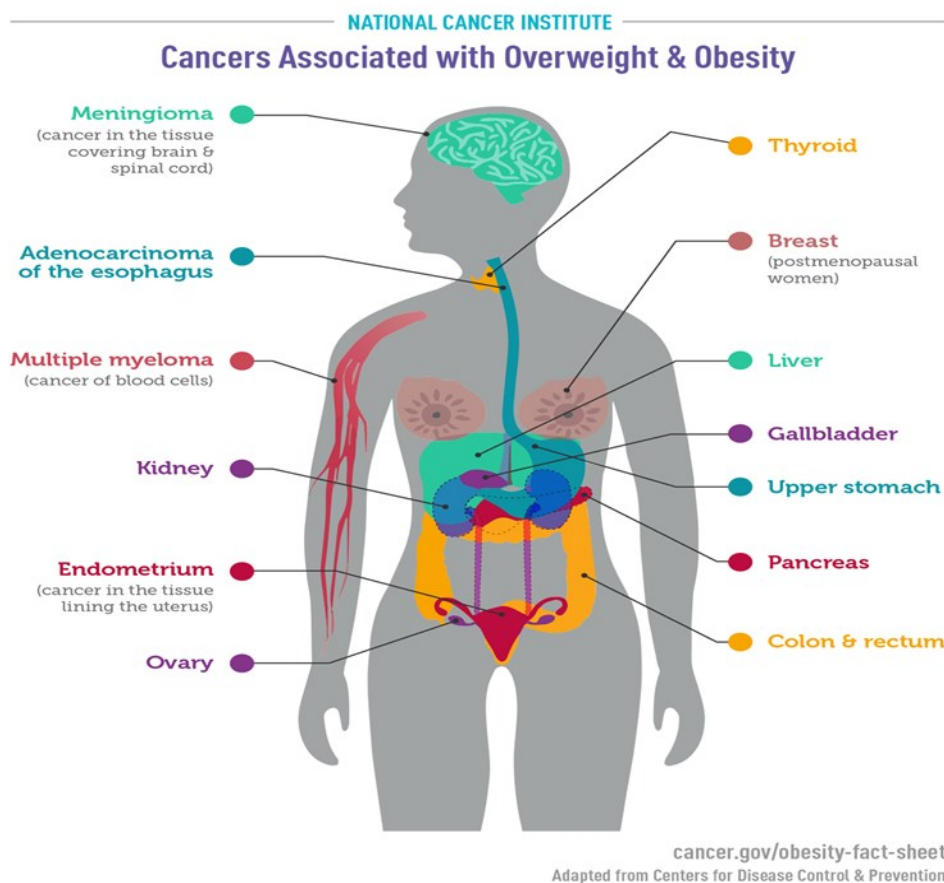 NATIONAL CANCER INSTITUTE
Cancers Associated with Overweight & Obesity
Meningioma
(cancer in the tissue
covering brain &
spinal cord)
Adenocarcinoma
of the esophagus
Multiple myeloma
(cancer of blood cells)
Kidney
Endometrium
(cancer in the tissue
lining the uterus)
Ovary
Thyroid
Breast
(postmenopausal
women)
Liver
Gallbladder
Upper stomach
Pancreas
Colon & rectum
cancer.gov/obesity-fact-sheet
Adapted from Centers for Disease Control & Prevention